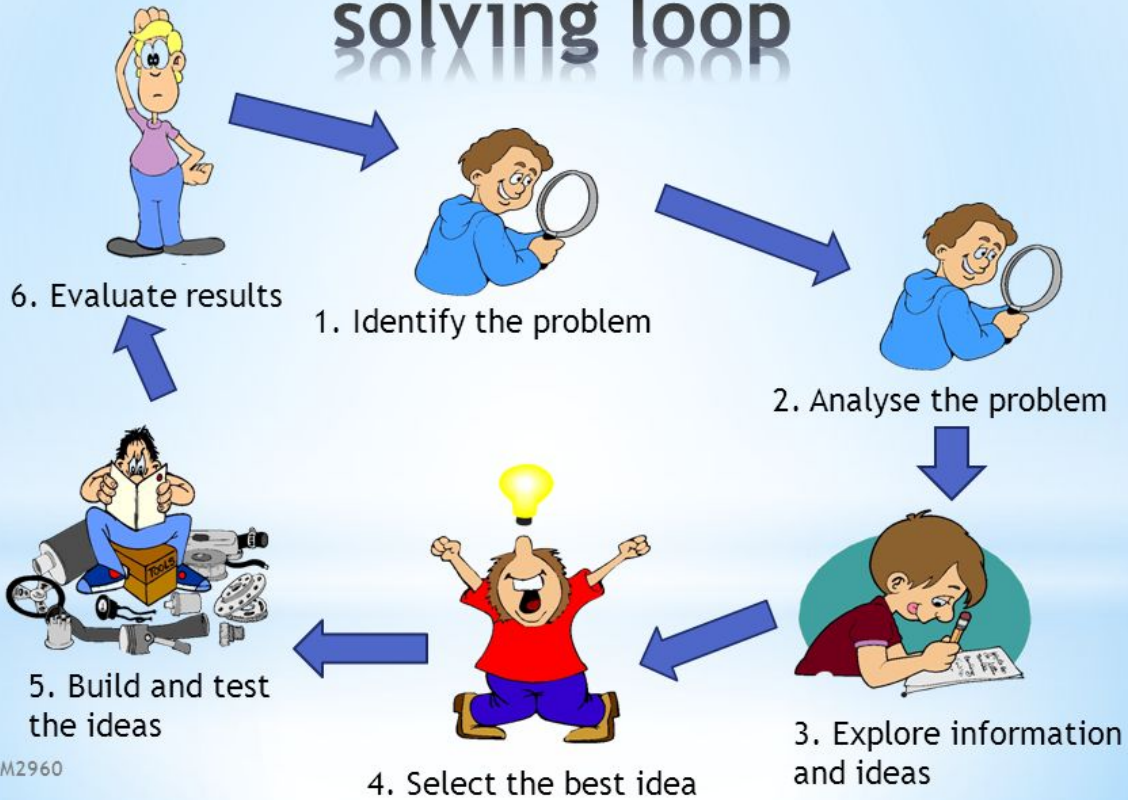 solving loop
6. Evaluate results
1. Identify the problem
2. Analyse the problem
TOOLS
5. Build and test
the ideas
3. Explore information
and ideas
4. Select the best idea
M2960